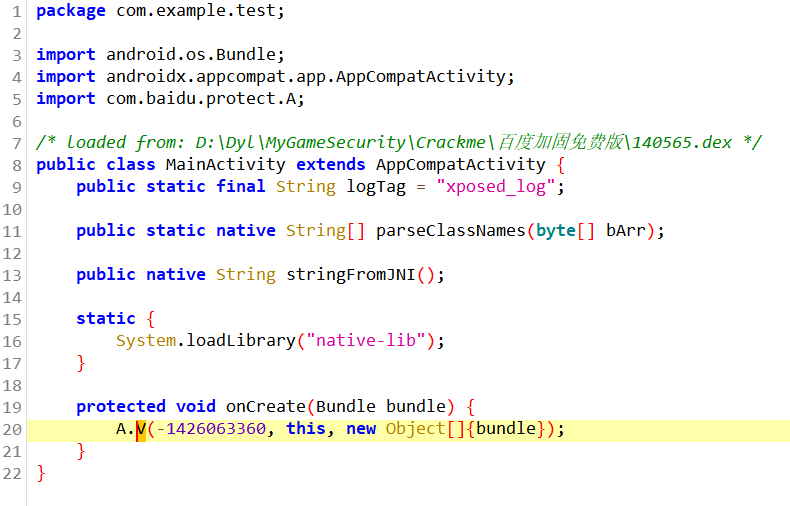 1 package com.example.test;
2
3 import android.os.Bundle;
4 import androidx.appcompat.app.AppCompatActivity;
5 import com.baidu.protect.A;
6
7 /* loaded from: D:\Dyl\MyGameSecurity\Crackme\百度加固免费版\140565.dex */
8 public class MainActivity extends AppCompatActivity {
9     public static final String logTag = "xposed_log";
10
11     public static native String[] parseClassNames(byte[] bArr);
12
13     public native String stringFromJNI();
14
15     static {
16         System.loadLibrary("native-lib");
17     }
18
19     protected void onCreate(Bundle bundle) {
20         A.V(-1426063360, this, new Object[]{bundle});
21     }
22 }